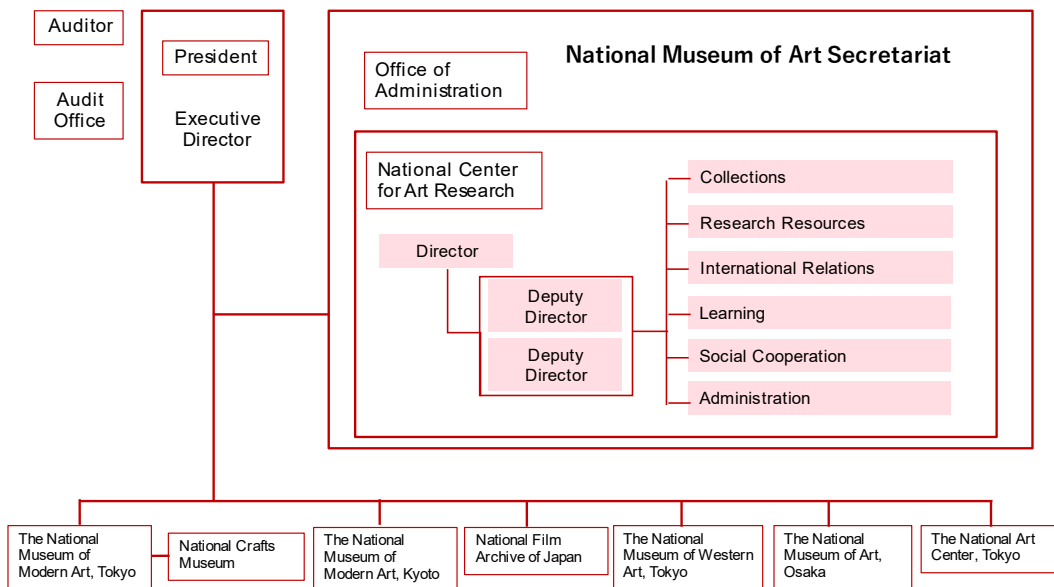 Auditor
Audit
Office
President
Executive
Director
National Museum of Art Secretariat
Office of
Administration
National Center
for Art Research
Director
Deputy
Director
Deputy
Director
Collections
Research Resources
International Relations
Learning
Social Cooperation
Administration
The National
Museum of
Modern Art, Tokyo
National Crafts
Museum
The National
Museum of
Modern Art, Kyoto
National Film
Archive of Japan
The National
Museum of Western
Art, Tokyo
The National
Museum of Art,
Osaka
The National Art
Center, Tokyo